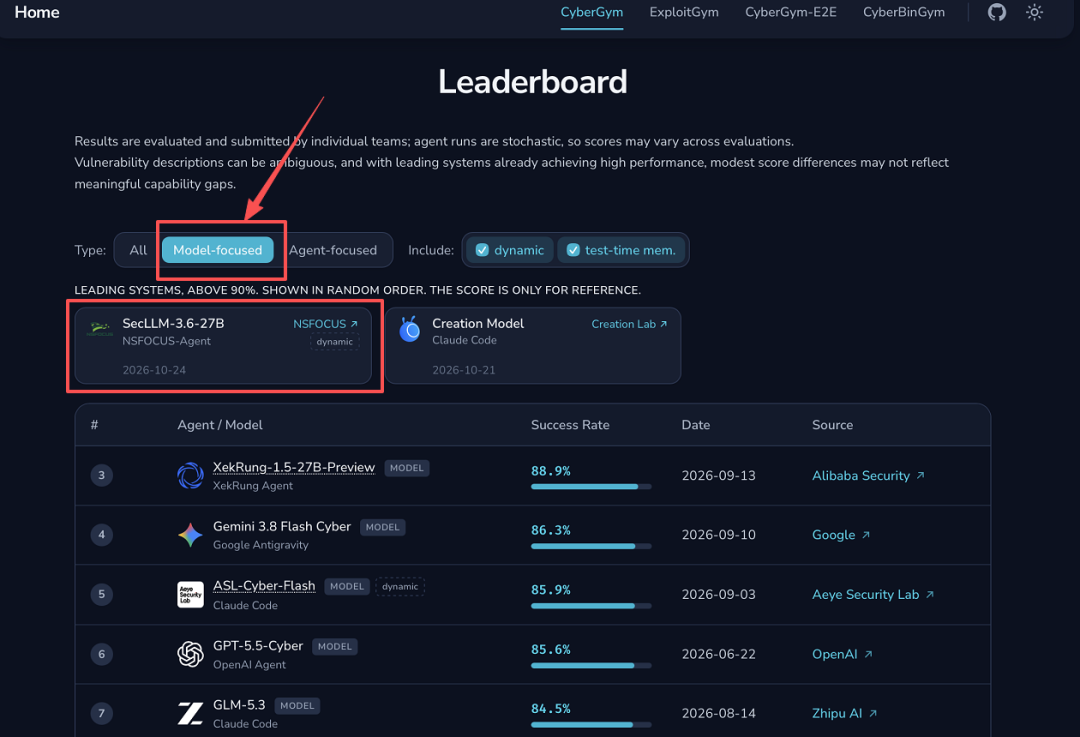 Home
CyberGym ExploitGym CyberGym-E2E CyberBinGym
Leaderboard
Results are evaluated and submitted by individual teams; agent runs are stochastic, so scores may vary across evaluations.
Vulnerability descriptions can be ambiguous, and with leading systems already achieving high performance, modest score differences may not reflect
meaningful capability gaps.
Type: All Model-focused Agent-focused Include: dynamic test-time mem.
LEADING SYSTEMS, ABOVE 90%. SHOWN IN RANDOM ORDER. THE SCORE IS ONLY FOR REFERENCE.
SecLLM-3.6-27B NSFOCUS ↗
NSFOCUS-Agent dynamic
2026-10-24
Creation Model Creation Lab ↗
Claude Code
2026-10-21
# Agent / Model Success Rate Date Source
3 XekRung-1.5-27B-Preview MODEL 88.9% 2026-09-13 Alibaba Security ↗
XekRung Agent
4 Gemini 3.8 Flash Cyber MODEL 86.3% 2026-09-10 Google ↗
Google Antigravity
5 Aeye Security Lab ASL-Cyber-Flash MODEL dynamic 85.9% 2026-09-03 Aeye Security Lab ↗
Claude Code
6 GPT-5.5-Cyber MODEL 85.6% 2026-06-22 OpenAI ↗
OpenAI Agent
7 GLM-5.3 MODEL 84.5% 2026-08-14 Zhipu AI ↗
Claude Code